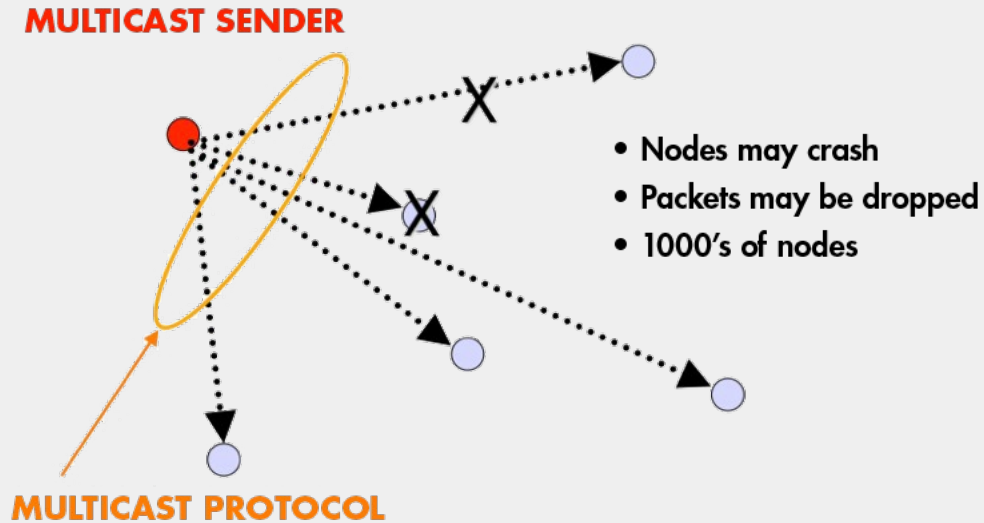 MULTICAST SENDER
X
• Nodes may crash
• Packets may be dropped
X
• 1000's of nodes
MULTICAST PROTOCOL